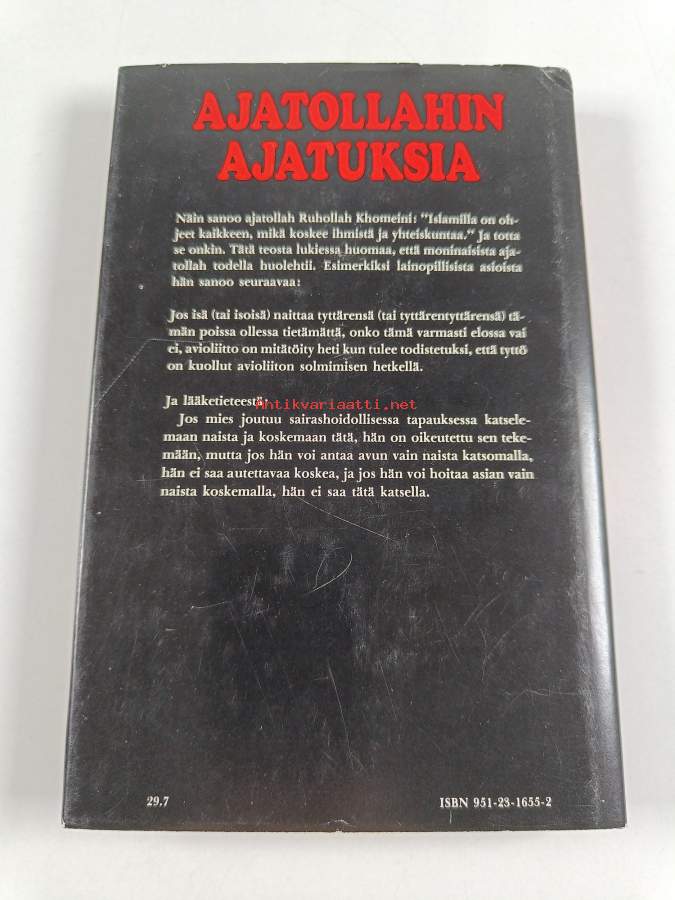 AJATOLLAHIN
AJATUKSIA
Näin sanoo ajatollah Ruhollah Khomeini: "Islamilla on oh-
jeet kaikkeen, mikä koskee ihmistä ja yhteiskuntaa." Ja totta
se onkin. Tätä teosta lukiessa huomaa, että moninaisista aja-
tollah todella huolehtii. Esimerkiksi lainopillisista asioista
hän sanoo seuraavaa:
Jos isä (tai isoisä) naittaa tyttärensä (tai tyttärentyttärensä) tä-
män poissa ollessa tietämättä, onko tämä varmasti elossa vai
ei, avioliitto on mitätöity heti kun tulee todistetuksi, että tyttö
on kuollut avioliiton solmimisen hetkellä.
Ja lääketieteestä:
Antikvariaatti.net
Jos mies joutuu sairashoidollisessa tapauksessa katsele-
maan naista ja koskemaan tätä, hän on oikeutettu sen teke-
mään, mutta jos hän voi antaa avun vain naista katsomalla,
hän ei saa autettavaa koskea, ja jos hän voi hoitaa asian vain
naista koskemalla, hän ei saa tätä katsella.
29.7
ISBN 951-23-1655-2